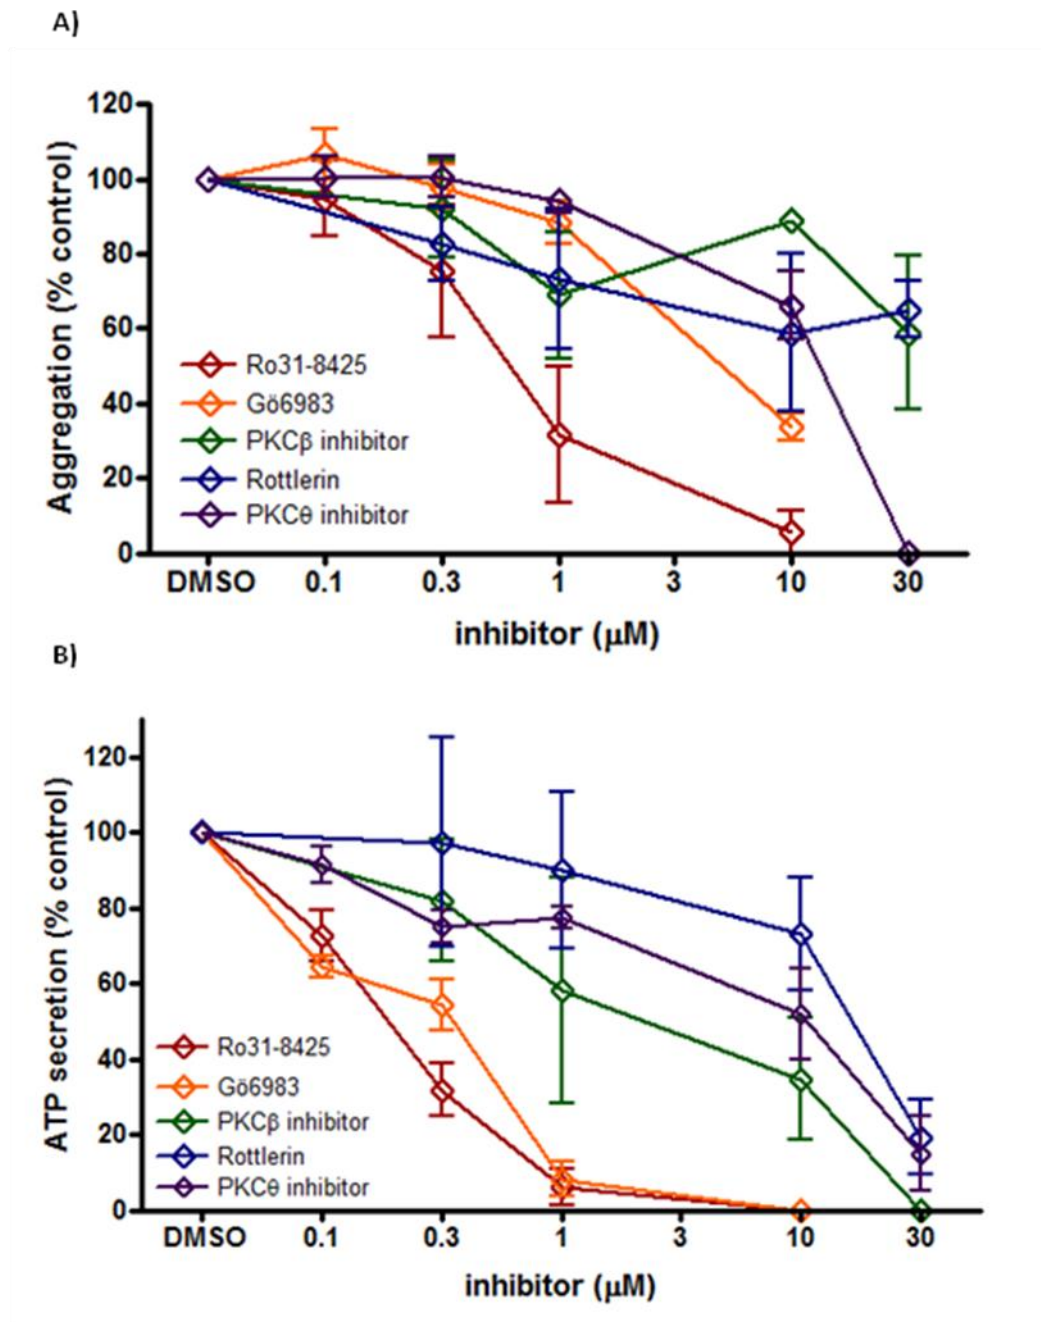 A)
120
100
80
60
40
20
0
Aggregation (% control)
Ro31-8425
Gö6983
PKCβ inhibitor
Rottlerin
PKCθ inhibitor
DMSO 0.1 0.3 1 3 10 30
inhibitor (μM)
B)
120
100
80
60
40
20
0
ATP secretion (% control)
Ro31-8425
Gö6983
PKCβ inhibitor
Rottlerin
PKCθ inhibitor
DMSO 0.1 0.3 1 3 10 30
inhibitor (μM)